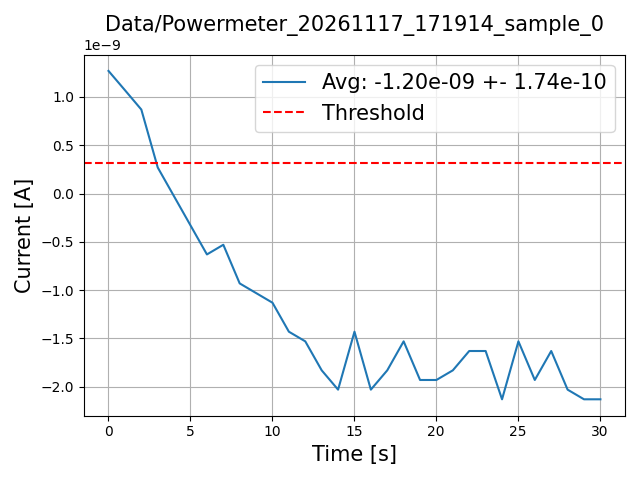 Data/Powermeter_20261117_171914_sample_0
1e−9
Avg: -1.20e-09 +- 1.74e-10
Threshold
1.0
0.5
0.0
−0.5
−1.0
−1.5
−2.0
Current [A]
0 5 10 15 20 25 30
Time [s]